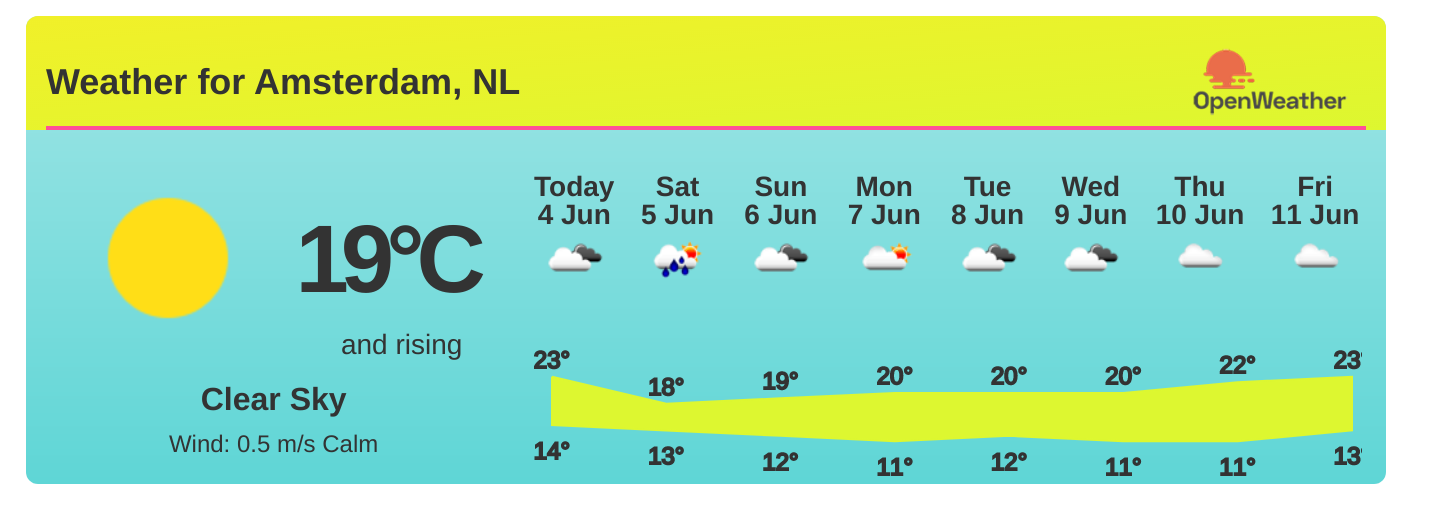 Weather for Amsterdam, NL
OpenWeather
Today Sat Sun Mon Tue Wed Thu Fri
4 Jun 5 Jun 6 Jun 7 Jun 8 Jun 9 Jun 10 Jun 11 Jun
19°C
and rising
Clear Sky
Wind: 0.5 m/s Calm
23° 18° 19° 20° 20° 20° 22° 23°
14° 13° 12° 11° 12° 11° 11° 13°